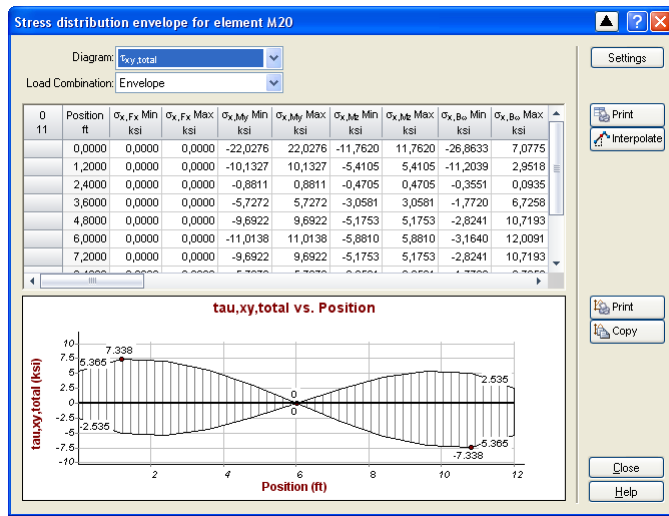 Stress distribution envelope for element M20
Diagram: τxy,total
Load Combination: Envelope
Settings
Print
Interpolate
0 Position σx,Fx Min σx,Fx Max σx,My Min σx,My Max σx,Mz Min σx,Mz Max σx,Bω Min σx,Bω Max
11 ft ksi ksi ksi ksi ksi ksi ksi ksi
0,0000 0,0000 0,0000 -22,0276 22,0276 -11,7620 11,7620 -26,8633 7,0775
1,2000 0,0000 0,0000 -10,1327 10,1327 -5,4105 5,4105 -11,2039 2,9518
2,4000 0,0000 0,0000 -0,8811 0,8811 -0,4705 0,4705 -0,3551 0,0935
3,6000 0,0000 0,0000 -5,7272 5,7272 -3,0581 3,0581 -1,7720 6,7258
4,8000 0,0000 0,0000 -9,6922 9,6922 -5,1753 5,1753 -2,8241 10,7193
6,0000 0,0000 0,0000 -11,0138 11,0138 -5,8810 5,8810 -3,1640 12,0091
7,2000 0,0000 0,0000 -9,6922 9,6922 -5,1753 5,1753 -2,8241 10,7193
tau,xy,total vs. Position
Print
Copy
tau,xy,total (ksi)
10
7.5
5
2.5
0
-2.5
-5
-7.5
-10
5.365
7.338
-2.535
0
0
2.535
-5.365
-7.338
2 4 6 8 10 12
Position (ft)
Close
Help